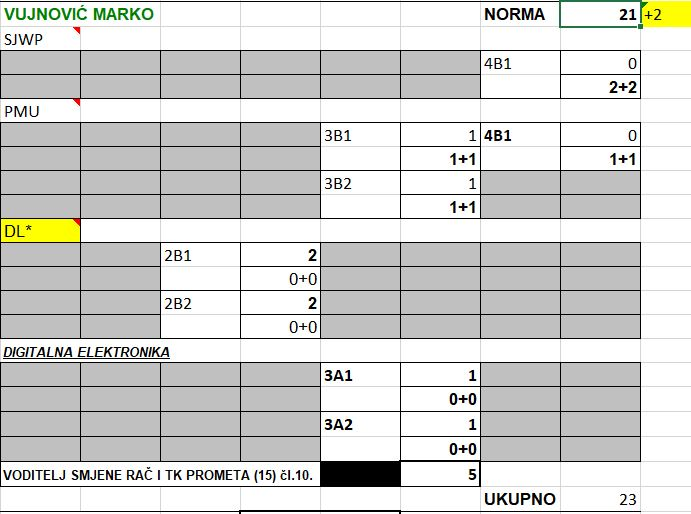 VUJNOVIĆ MARKO NORMA 21 +2
SJWP
4B1 0
2+2
PMU
3B1 1 4B1 0
1+1 1+1
3B2 1
1+1
DL*
2B1 2
0+0
2B2 2
0+0
DIGITALNA ELEKTRONIKA
3A1 1
0+0
3A2 1
0+0
VODITELJ SMJENE RAČ I TK PROMETA (15) čl.10. 5
UKUPNO 23